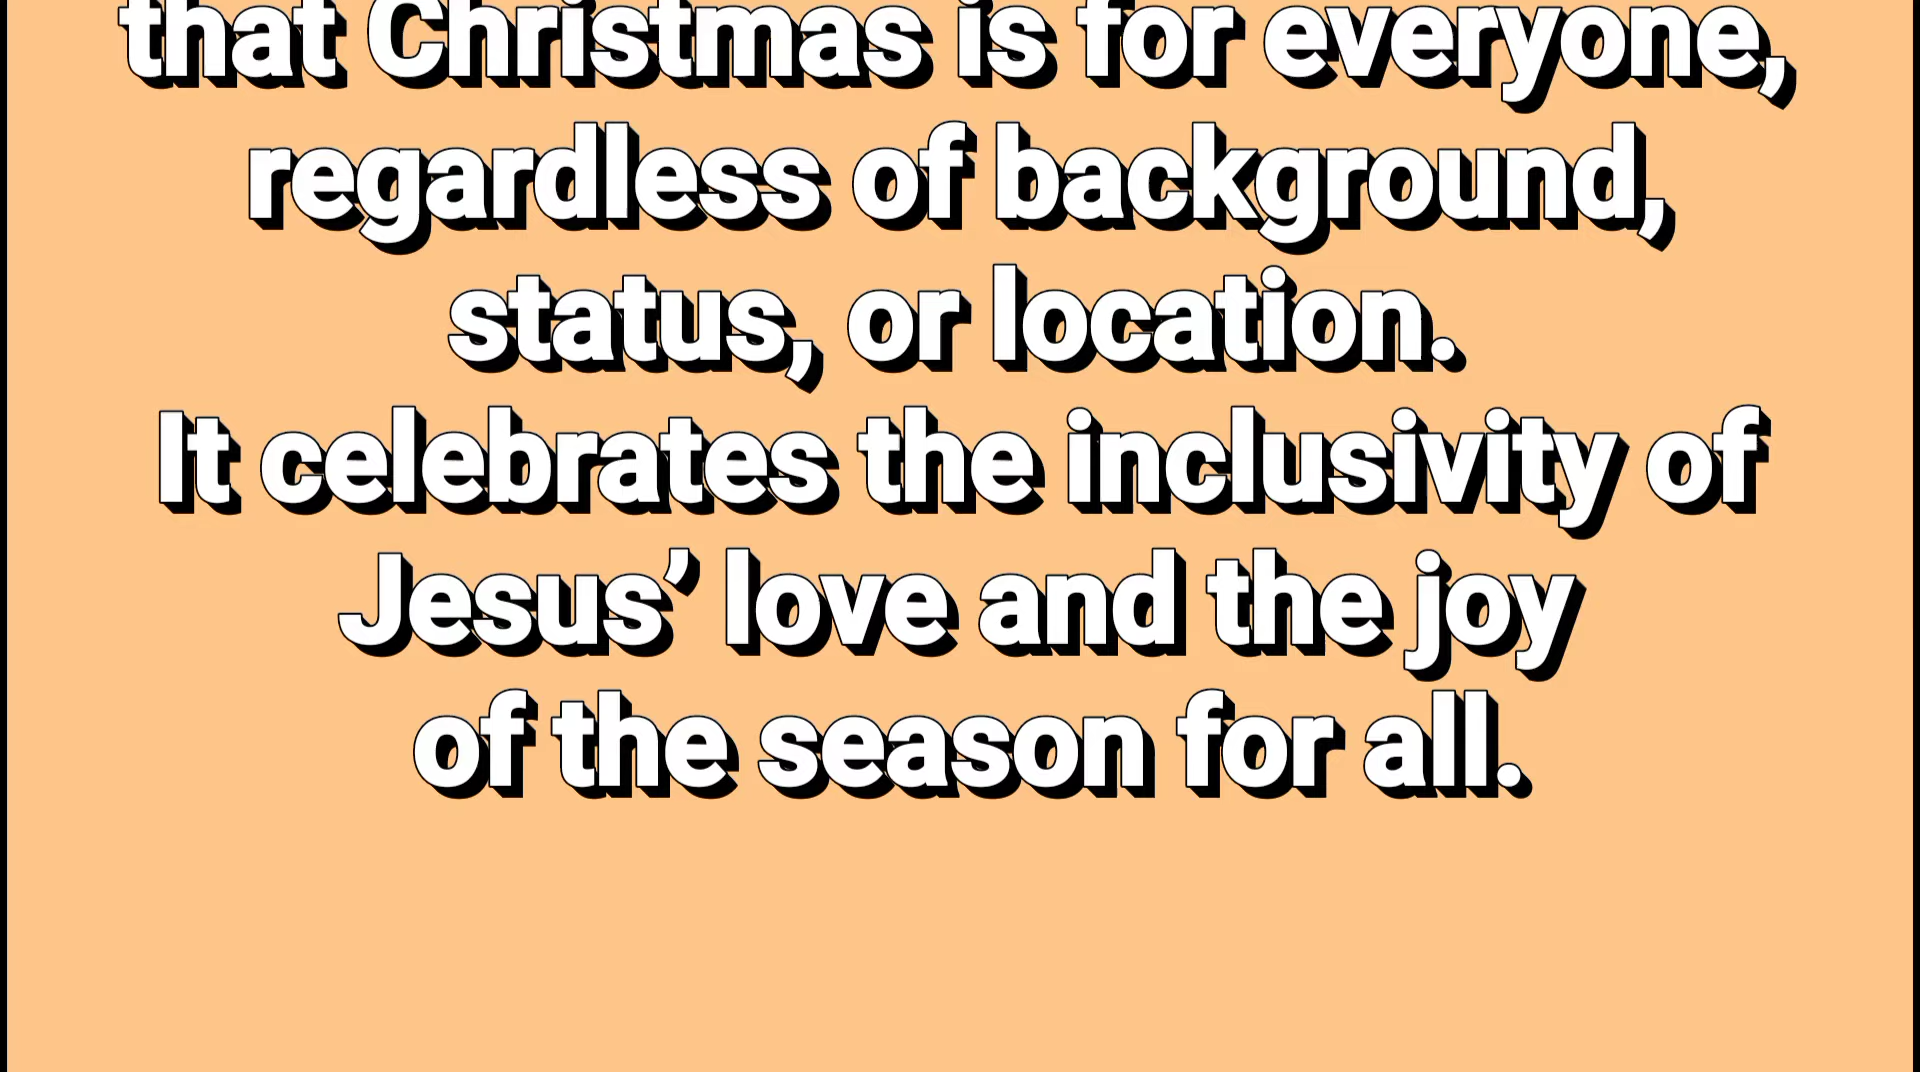 that Christmas is for everyone,
regardless of background,
status, or location.
It celebrates the inclusivity of
Jesus’ love and the joy
of the season for all.